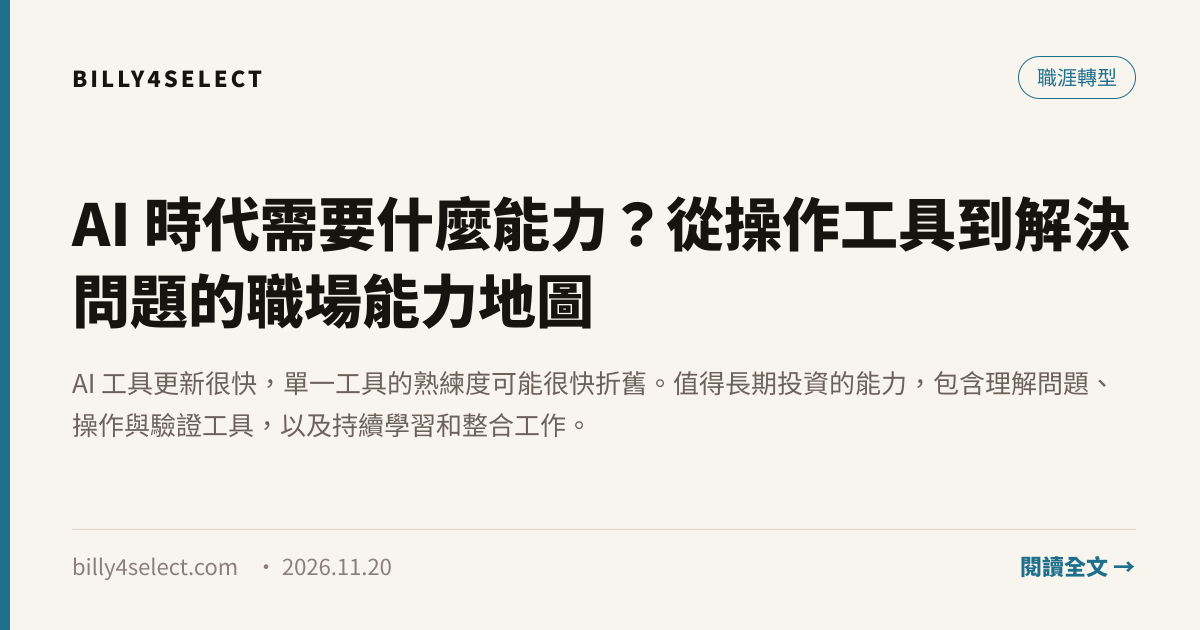 BILLY4SELECT
職涯轉型
AI 時代需要什麼能力？從操作工具到解決
問題的職場能力地圖
AI 工具更新很快，單一工具的熟練度可能很快折舊。值得長期投資的能力，包含理解問題、
操作與驗證工具，以及持續學習和整合工作。
billy4select.com ・ 2026.11.20
閱讀全文 →